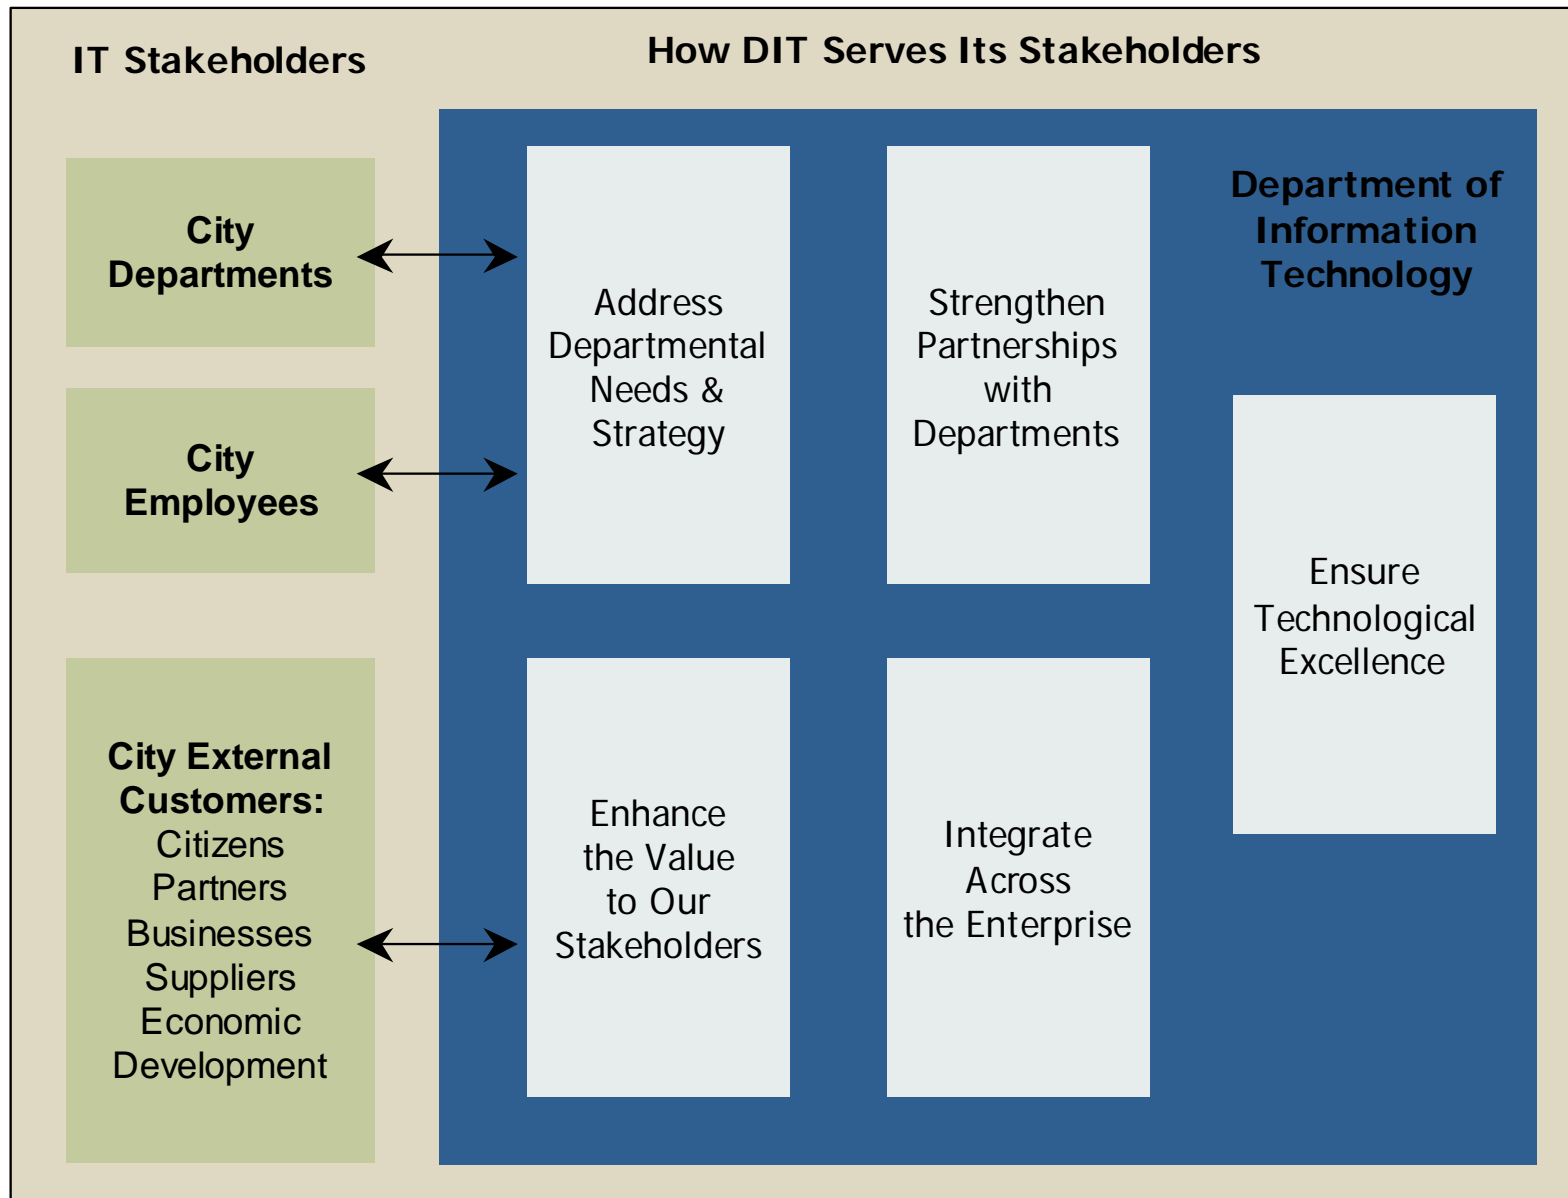 IT Stakeholders
How DIT Serves Its Stakeholders
City
Departments
City
Employees
City External
Customers:
Citizens
Partners
Businesses
Suppliers
Economic
Development
Address
Departmental
Needs &
Strategy
Strengthen
Partnerships
with
Departments
Department of
Information
Technology
Ensure
Technological
Excellence
Enhance
the Value
to Our
Stakeholders
Integrate
Across
the Enterprise